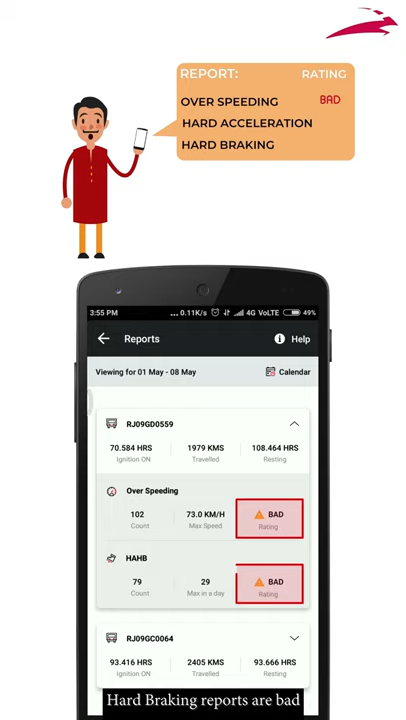 REPORT: RATING
OVER SPEEDING BAD
HARD ACCELERATION
HARD BRAKING
3:55 PM ... 0.11K/s 4G VoLTE 49%
Reports Help
Viewing for 01 May - 08 May Calendar
RJ09GD0559
70.584 HRS 1979 KMS 108.464 HRS
Ignition ON Travelled Resting
Over Speeding
102 73.0 KM/H BAD
Count Max Speed Rating
HAHB
79 29 BAD
Count Max in a day Rating
RJ09GC0064
93.416 HRS 2405 KMS 93.666 HRS
Ignition ON Travelled Resting
Hard Braking reports are bad